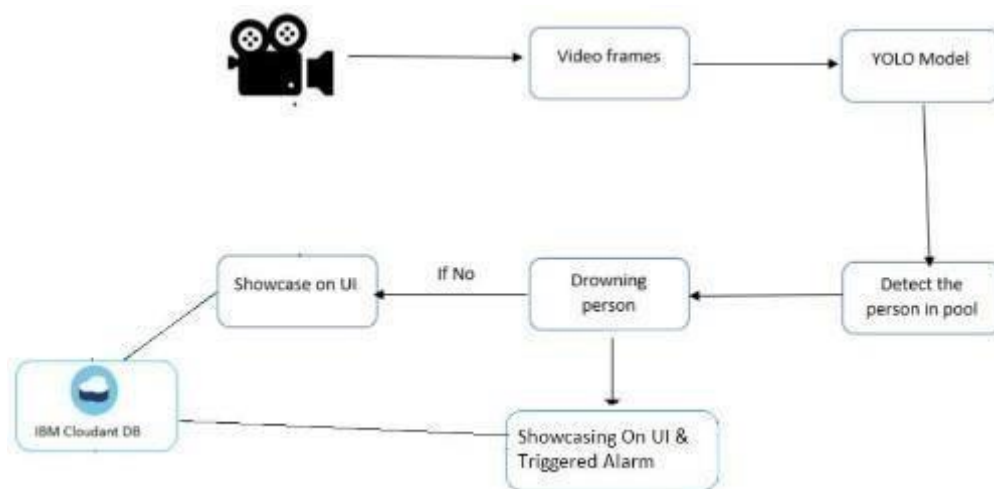 Video frames
YOLO Model
Showcase on UI
If No
Drowning
person
Detect the
person in pool
IBM Cloudant DB
Showcasing On UI &
Triggered Alarm